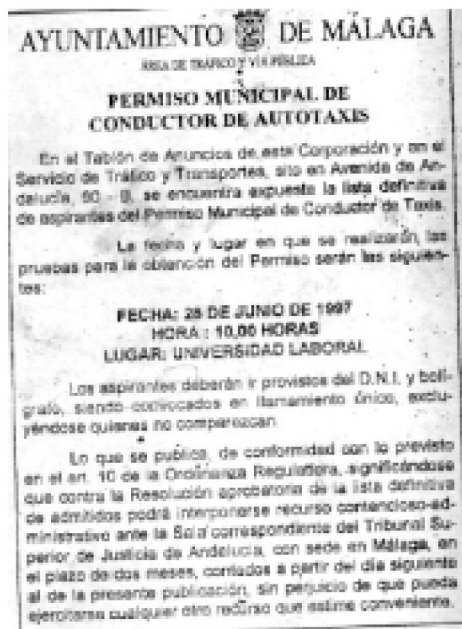 AYUNTAMIENTO DE MÁLAGA
ÁREA DE TRÁFICO Y VÍA PÚBLICA
PERMISO MUNICIPAL DE
CONDUCTOR DE AUTOTAXIS
En el Tablón de Anuncios de esta Corporación y en el
Servicio de Tráfico y Transportes, sito en Avenida de An-
dalucía, se encuentra expuesta la lista definitiva
de aspirantes del Permiso Municipal de Conductor de Taxis.
La fecha y lugar en que se realizarán, las
pruebas para la obtención del Permiso serán las siguien-
tes:
FECHA: 28 DE JUNIO DE 1997
HORA : 10,00 HORAS
LUGAR: UNIVERSIDAD LABORAL
Los aspirantes deberán ir provistos del D.N.I. y bolí-
grafo, siendo convocados en llamamiento único, exclu-
yéndose quienes no comparezcan.
Lo que se publica, de conformidad con lo previsto
en el art. 10 de la Ordenanza Reguladora, significándose
que contra la Resolución aprobatoria de la lista definitiva
de admitidos podrá interponerse recurso contencioso-ad-
ministrativo ante la Sala correspondiente del Tribunal Su-
perior de Justicia de Andalucía, con sede en Málaga, en
el plazo de dos meses, contados a partir del día siguiente
al de la presente publicación, sin perjuicio de que pueda
ejercitarse cualquier otro recurso que estime conveniente.